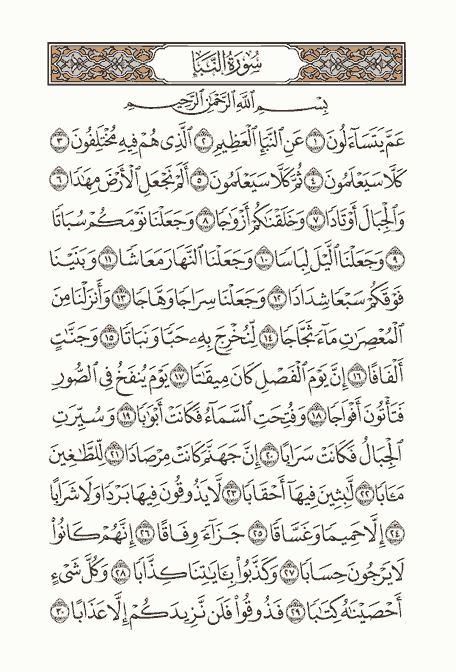 سُورَةُ النَّبَإِ
بِسْمِ ٱللَّهِ ٱلرَّحْمَٰنِ ٱلرَّحِيمِ
عَمَّ يَتَسَآءَلُونَ ١ عَنِ ٱلنَّبَإِ ٱلْعَظِيمِ ٢ ٱلَّذِى هُمْ فِيهِ مُخْتَلِفُونَ ٣
كَلَّا سَيَعْلَمُونَ ٤ ثُمَّ كَلَّا سَيَعْلَمُونَ ٥ أَلَمْ نَجْعَلِ ٱلْأَرْضَ مِهَٰدًا ٦
وَٱلْجِبَالَ أَوْتَادًا ٧ وَخَلَقْنَٰكُمْ أَزْوَٰجًا ٨ وَجَعَلْنَا نَوْمَكُمْ سُبَاتًا
٩ وَجَعَلْنَا ٱلَّيْلَ لِبَاسًا ١٠ وَجَعَلْنَا ٱلنَّهَارَ مَعَاشًا ١١ وَبَنَيْنَا
فَوْقَكُمْ سَبْعًا شِدَادًا ١٢ وَجَعَلْنَا سِرَاجًا وَهَّاجًا ١٣ وَأَنزَلْنَا مِنَ
ٱلْمُعْصِرَٰتِ مَآءً ثَجَّاجًا ١٤ لِّنُخْرِجَ بِهِۦ حَبًّا وَنَبَاتًا ١٥ وَجَنَّٰتٍ
أَلْفَافًا ١٦ إِنَّ يَوْمَ ٱلْفَصْلِ كَانَ مِيقَٰتًا ١٧ يَوْمَ يُنفَخُ فِى ٱلصُّورِ
فَتَأْتُونَ أَفْوَاجًا ١٨ وَفُتِحَتِ ٱلسَّمَآءُ فَكَانَتْ أَبْوَٰبًا ١٩ وَسُيِّرَتِ
ٱلْجِبَالُ فَكَانَتْ سَرَابًا ٢٠ إِنَّ جَهَنَّمَ كَانَتْ مِرْصَادًا ٢١ لِّلطَّٰغِينَ
مَـَٔابًا ٢٢ لَّٰبِثِينَ فِيهَآ أَحْقَابًا ٢٣ لَّا يَذُوقُونَ فِيهَا بَرْدًا وَلَا شَرَابًا
٢٤ إِلَّا حَمِيمًا وَغَسَّاقًا ٢٥ جَزَآءً وِفَاقًا ٢٦ إِنَّهُمْ كَانُوا۟
لَا يَرْجُونَ حِسَابًا ٢٧ وَكَذَّبُوا۟ بِـَٔايَٰتِنَا كِذَّابًا ٢٨ وَكُلَّ شَىْءٍ
أَحْصَيْنَٰهُ كِتَٰبًا ٢٩ فَذُوقُوا۟ فَلَن نَّزِيدَكُمْ إِلَّا عَذَابًا ٣٠